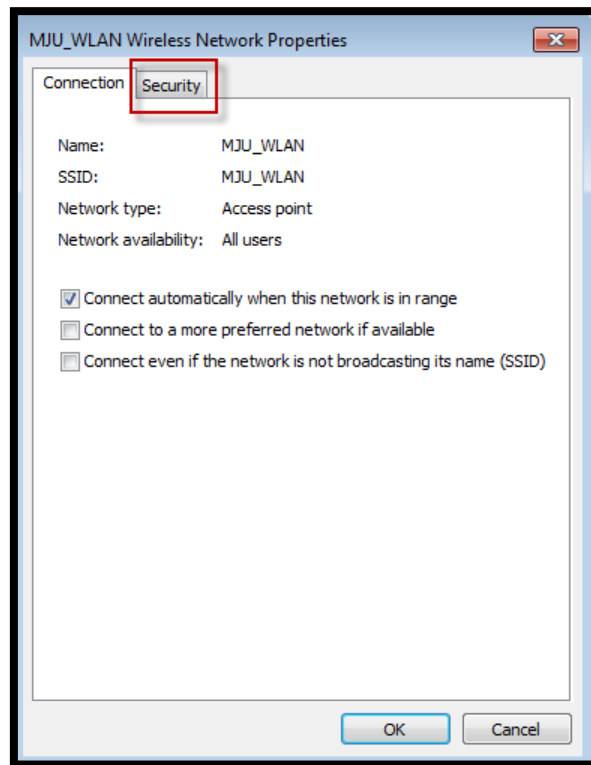 MJU_WLAN Wireless Network Properties
Connection Security
Name: MJU_WLAN
SSID: MJU_WLAN
Network type: Access point
Network availability: All users
Connect automatically when this network is in range
Connect to a more preferred network if available
Connect even if the network is not broadcasting its name (SSID)
OK Cancel